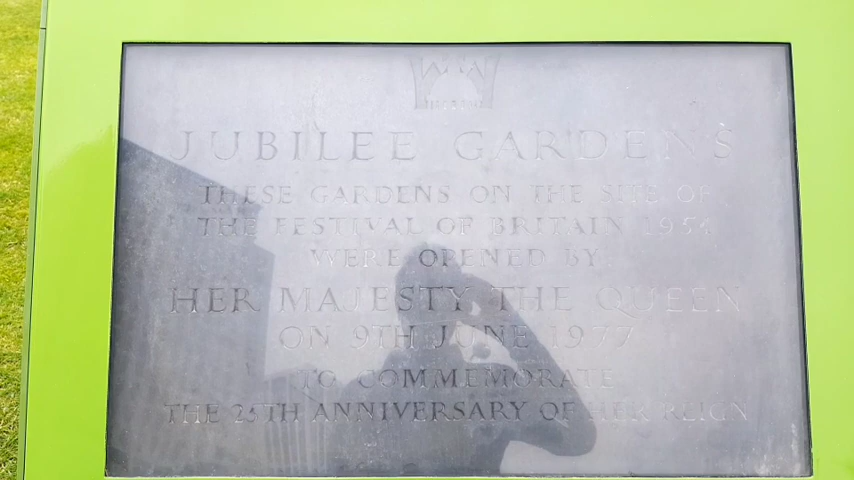 JUBILEE GARDENS
THESE GARDENS ON THE SITE OF
THE FESTIVAL OF BRITAIN 1951
WERE OPENED BY
HER MAJESTY THE QUEEN
ON 9TH JUNE 1977
TO COMMEMORATE
THE 25TH ANNIVERSARY OF HER REIGN